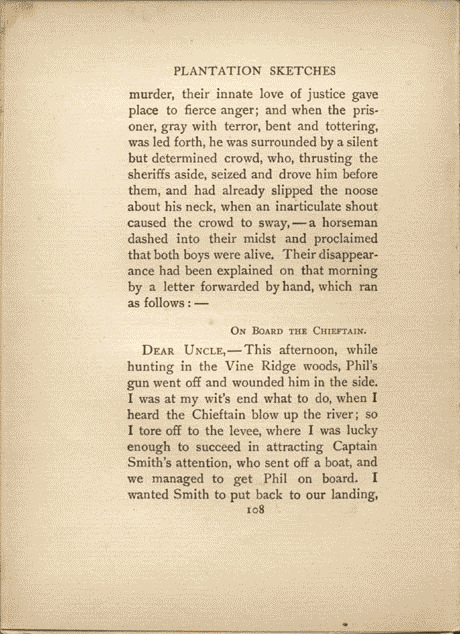 PLANTATION SKETCHES
murder, their innate love of justice gave
place to fierce anger; and when the pris-
oner, gray with terror, bent and tottering,
was led forth, he was surrounded by a silent
but determined crowd, who, thrusting the
sheriffs aside, seized and drove him before
them, and had already slipped the noose
about his neck, when an inarticulate shout
caused the crowd to sway,—a horseman
dashed into their midst and proclaimed
that both boys were alive. Their disappear-
ance had been explained on that morning
by a letter forwarded by hand, which ran
as follows:—
ON BOARD THE CHIEFTAIN.
DEAR UNCLE,—This afternoon, while
hunting in the Vine Ridge woods, Phil's
gun went off and wounded him in the side.
I was at my wit's end what to do, when I
heard the Chieftain blow up the river; so
I tore off to the levee, where I was lucky
enough to succeed in attracting Captain
Smith's attention, who sent off a boat, and
we managed to get Phil on board. I
wanted Smith to put back to our landing,
108